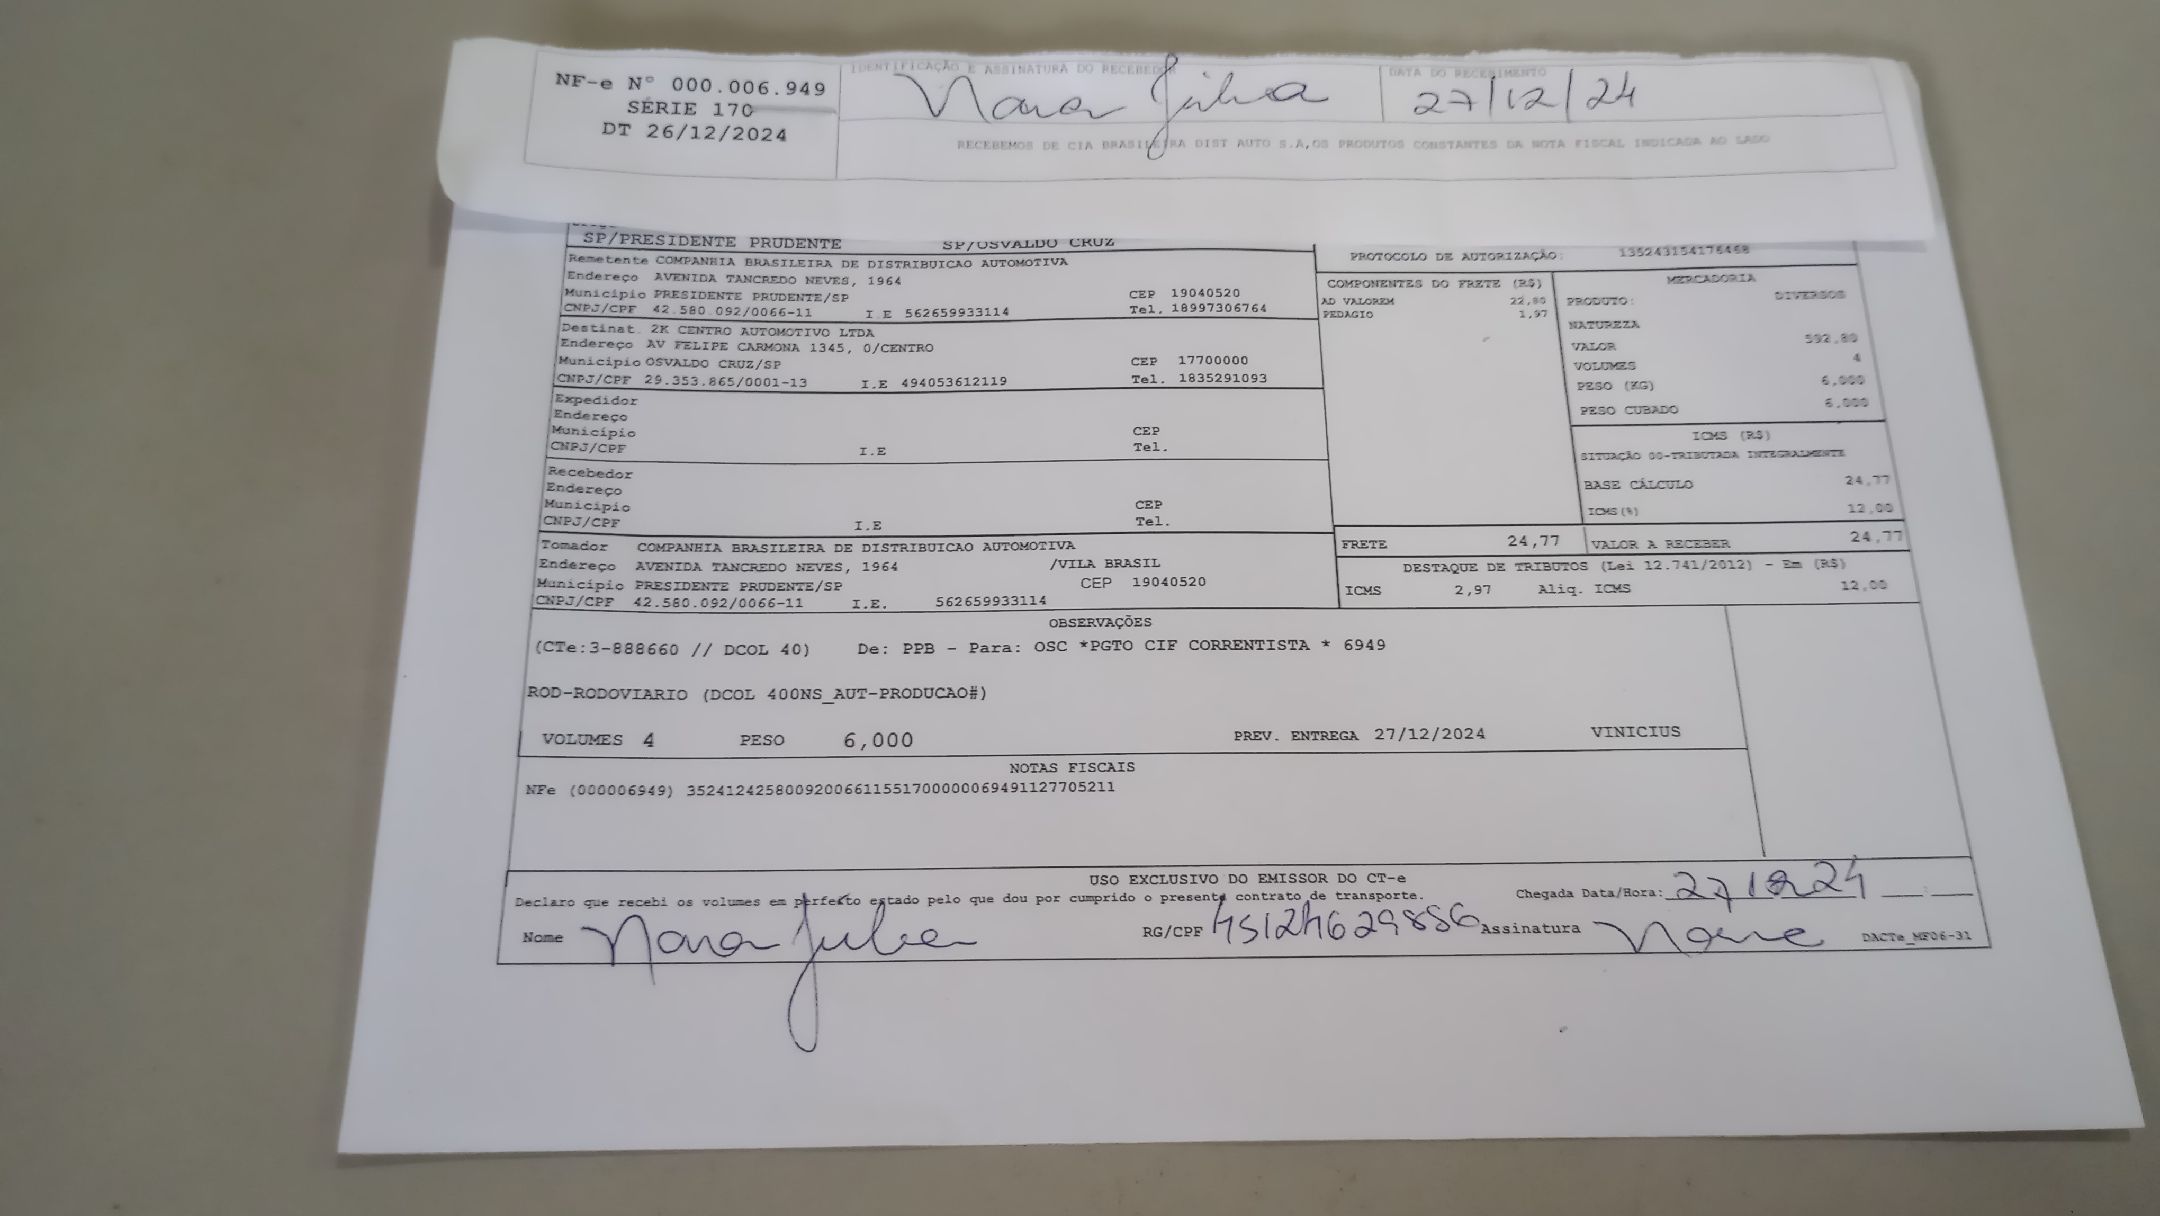 NF-e Nº 000.006.949
SÉRIE 170
DT 26/12/2024
IDENTIFICAÇÃO E ASSINATURA DO RECEBEDOR
Nara Julia
DATA DO RECEBIMENTO
27/12/24
RECEBEMOS DE CIA BRASILEIRA DIST AUTO S.A,OS PRODUTOS CONSTANTES DA NOTA FISCAL INDICADA AO LADO
SP/PRESIDENTE PRUDENTE SP/OSVALDO CRUZ
PROTOCOLO DE AUTORIZAÇÃO: 135243154176468
Remetente COMPANHIA BRASILEIRA DE DISTRIBUICAO AUTOMOTIVA
Endereço AVENIDA TANCREDO NEVES, 1964
Município PRESIDENTE PRUDENTE/SP CEP 19040520
CNPJ/CPF 42.580.092/0066-11 I.E 562659933114 Tel. 18997306764
Destinat. 2K CENTRO AUTOMOTIVO LTDA
Endereço AV FELIPE CARMONA 1345, 0/CENTRO
Município OSVALDO CRUZ/SP CEP 17700000
CNPJ/CPF 29.353.865/0001-13 I.E 494053612119 Tel. 1835291093
Expedidor
Endereço
Município CEP
CNPJ/CPF I.E Tel.
Recebedor
Endereço
Município CEP
CNPJ/CPF I.E Tel.
Tomador COMPANHIA BRASILEIRA DE DISTRIBUICAO AUTOMOTIVA
Endereço AVENIDA TANCREDO NEVES, 1964 /VILA BRASIL
Município PRESIDENTE PRUDENTE/SP CEP 19040520
CNPJ/CPF 42.580.092/0066-11 I.E. 562659933114
COMPONENTES DO FRETE (R$)
AD VALOREM 22,80
PEDAGIO 1,97
MERCADORIA
PRODUTO: DIVERSOS
NATUREZA
VALOR 592,80
VOLUMES 4
PESO (KG) 6,000
PESO CUBADO 6,000
ICMS (R$)
SITUAÇÃO 00-TRIBUTADA INTEGRALMENTE
BASE CÁLCULO 24,77
ICMS(%) 12,00
FRETE 24,77 VALOR A RECEBER 24,77
DESTAQUE DE TRIBUTOS (Lei 12.741/2012) - Em (R$)
ICMS 2,97 Aliq. ICMS 12,00
OBSERVAÇÕES
(CTe:3-888660 // DCOL 40) De: PPB - Para: OSC *PGTO CIF CORRENTISTA * 6949
ROD-RODOVIARIO (DCOL 400NS_AUT-PRODUCAO#)
VOLUMES 4 PESO 6,000 PREV. ENTREGA 27/12/2024 VINICIUS
NOTAS FISCAIS
NFe (000006949) 35241242580092006611551700000069491127705211
USO EXCLUSIVO DO EMISSOR DO CT-e
Declaro que recebi os volumes em perfeito estado pelo que dou por cumprido o presente contrato de transporte. Chegada Data/Hora: 27 12 24 __:__
Nome Nara Julia RG/CPF 45124629856 Assinatura Nara DACTe_MF06-31